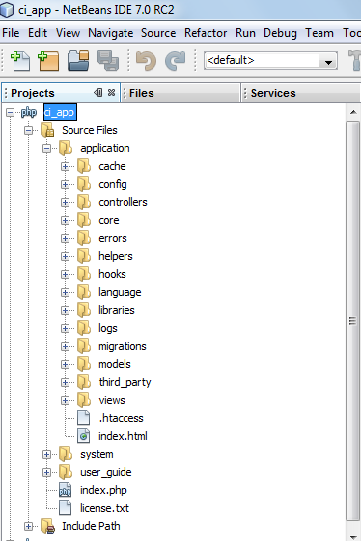 ci_app - NetBeans IDE 7.0 RC2
File Edit View Navigate Source Refactor Run Debug Team Too
<default>
Projects Files Services
php ci_app
Source Files
application
cache
config
controllers
core
errors
helpers
hooks
language
libraries
logs
migrations
models
third_party
views
.htaccess
index.html
system
user_guide
php index.php
license.txt
Include Path